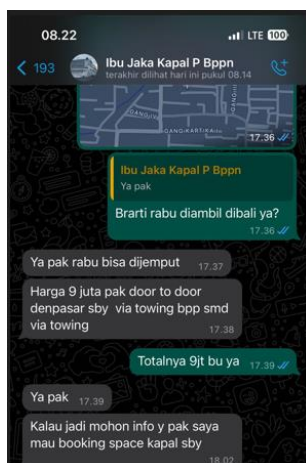 08.22
LTE 100
193
Ibu Jaka Kapal P Bppn
terakhir dilihat hari ini pukul 08.14
GANG KARTIKA
17.36
Ibu Jaka Kapal P Bppn
Ya pak
Brarti rabu diambil dibali ya?
17.36
Ya pak rabu bisa dijemput 17.37
Harga 9 juta pak door to door
denpasar sby via towing bpp smd
via towing
17.38
Totalnya 9jt bu ya 17.39
Ya pak 17.39
Kalau jadi mohon info y pak saya
mau booking space kapal sby
18.02